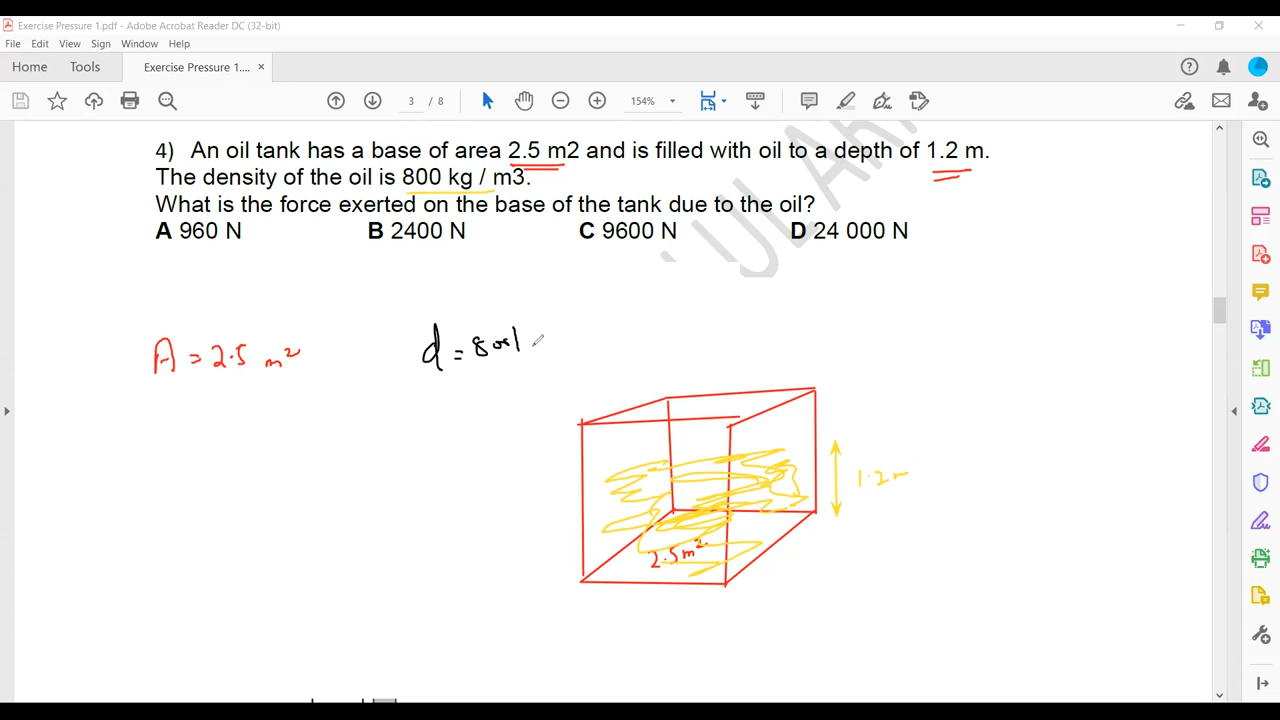 Exercise Pressure 1.pdf - Adobe Acrobat Reader DC (32-bit)
File Edit View Sign Window Help
Home Tools Exercise Pressure 1.... ×
3 / 8 154%
4) An oil tank has a base of area 2.5 m2 and is filled with oil to a depth of 1.2 m.
The density of the oil is 800 kg / m3.
What is the force exerted on the base of the tank due to the oil?
A 960 N B 2400 N C 9600 N D 24 000 N
A = 2.5 m² d = 800
1.2 m
2.5 m²